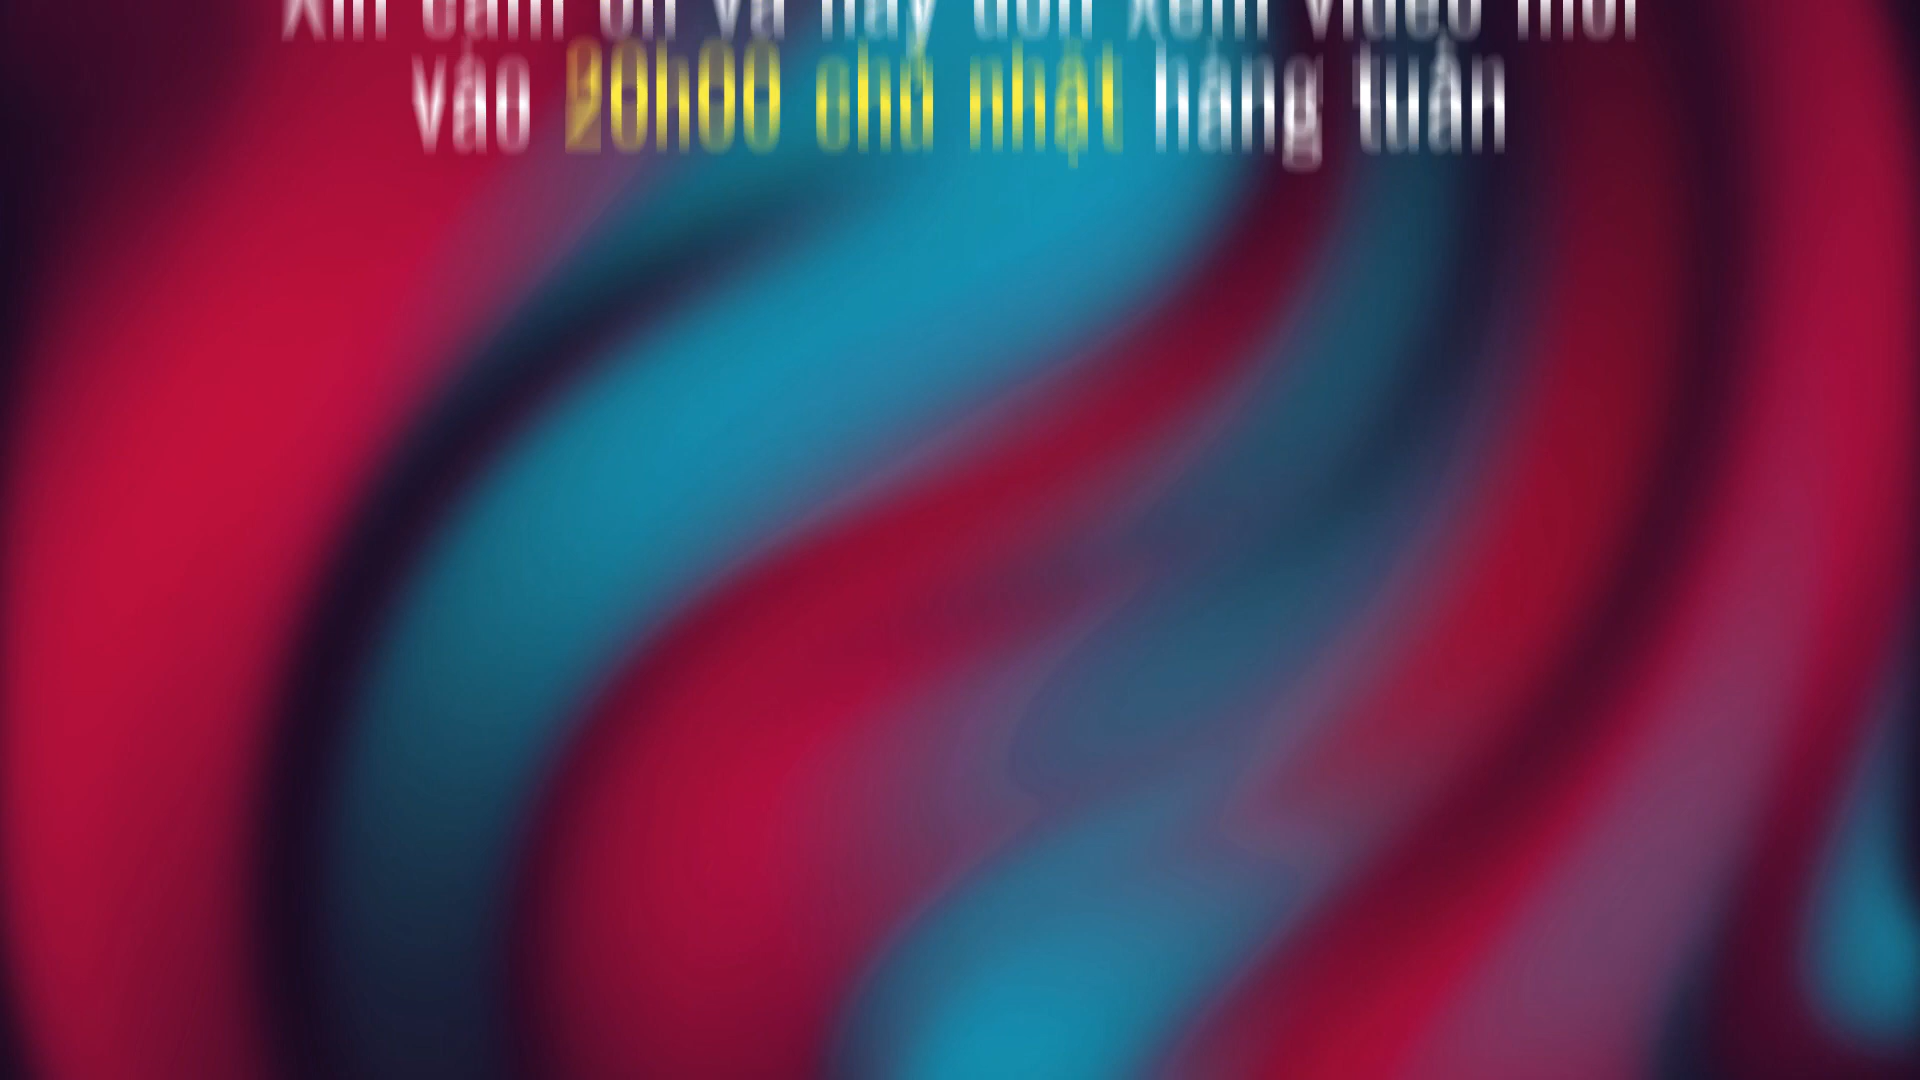 Xin cảm ơn và hãy đón xem video mới
vào 20h00 chủ nhật hàng tuần